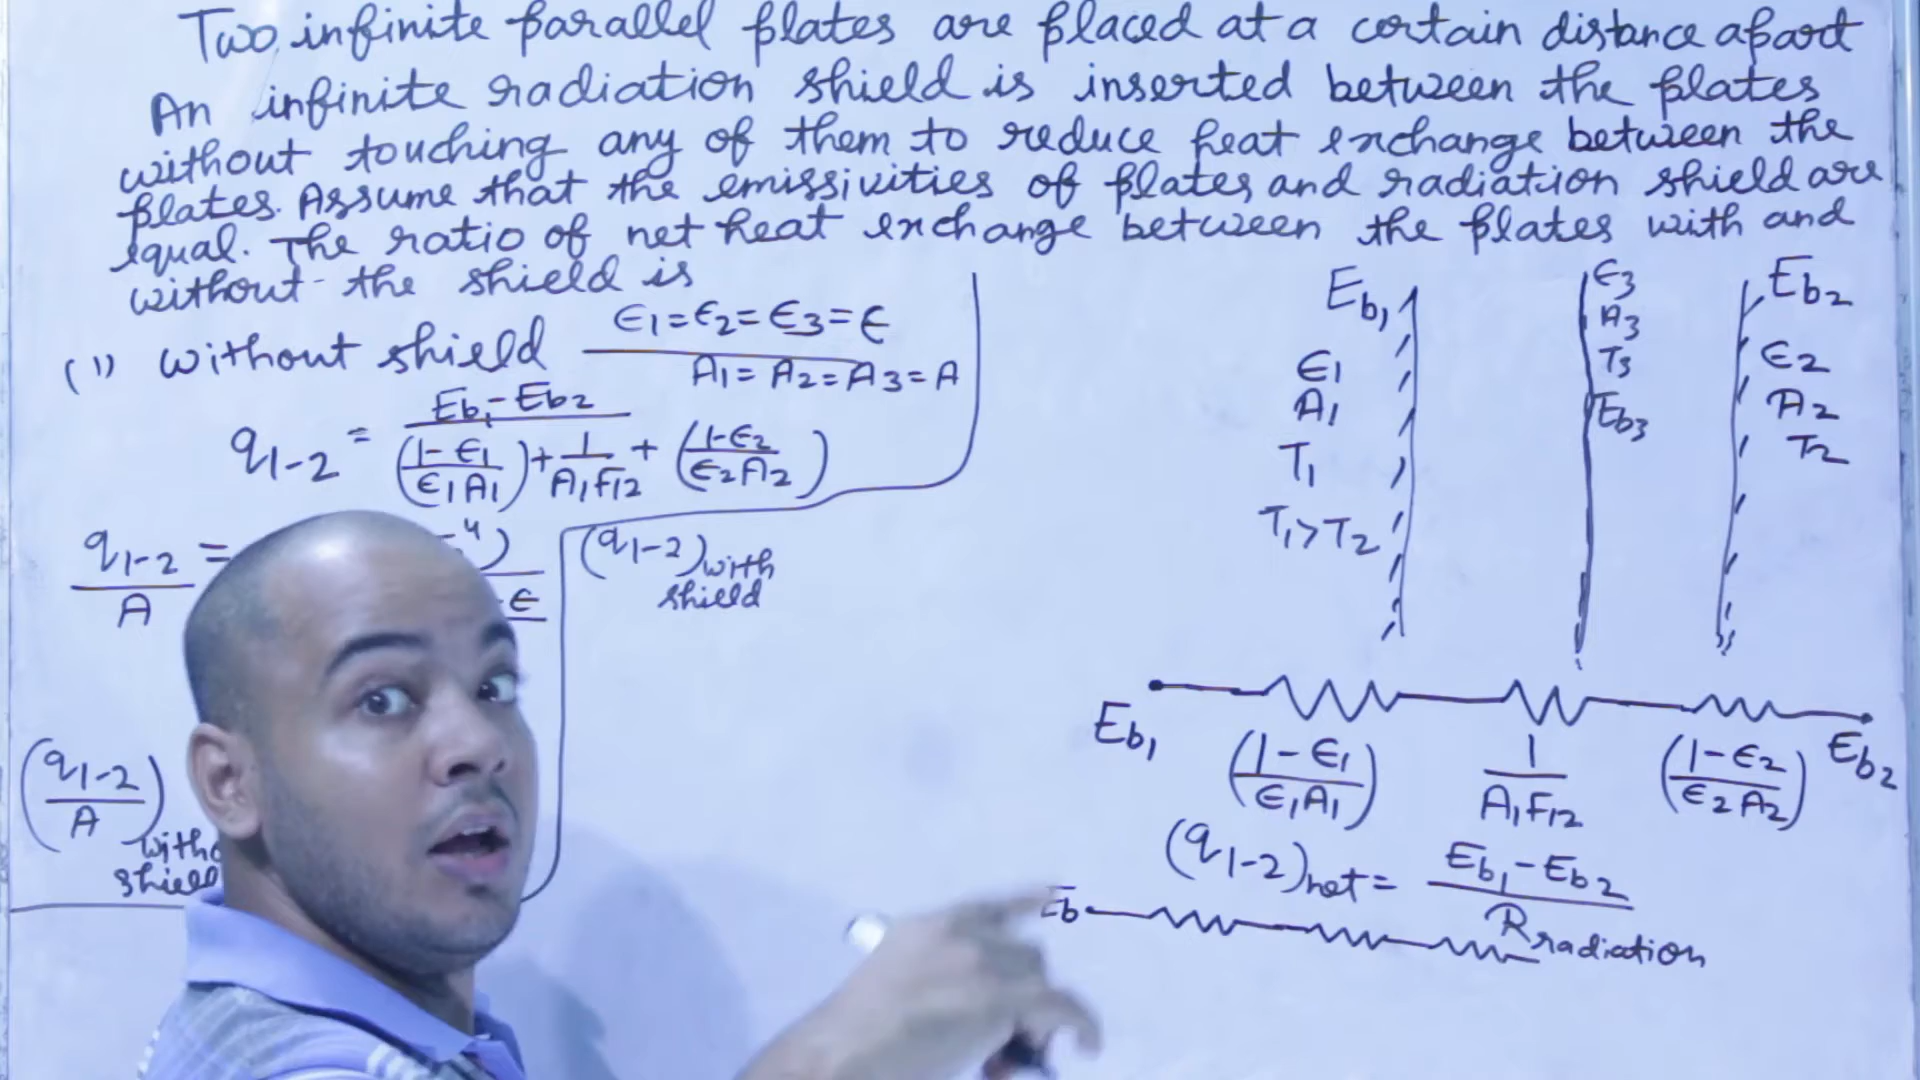 Two infinite parallel plates are placed at a certain distance apart
An infinite radiation shield is inserted between the plates
without touching any of them to reduce heat exchange between the
plates. Assume that the emissivities of plates and radiation shield are
equal. The ratio of net heat exchange between the plates with and
without the shield is
(1) without shield
ϵ1 = ϵ2 = ϵ3 = ϵ
A1 = A2 = A3 = A
q1-2 = Eb1 - Eb2 / (1-ϵ1 / ϵ1A1) + 1 / A1F12 + (1-ϵ2 / ϵ2A2)
q1-2 / A =
4)
ϵ
(q1-2 / A)
(q1-2) with
shield
Eb1
ϵ1
A1
T1
T1 > T2
ϵ3
A3
T3
Eb3
Eb2
ϵ2
A2
T2
Eb1 (1-ϵ1 / ϵ1A1) 1 / A1F12 (1-ϵ2 / ϵ2A2) Eb2
(q1-2)net = Eb1 - Eb2 / Rradiation
Eb